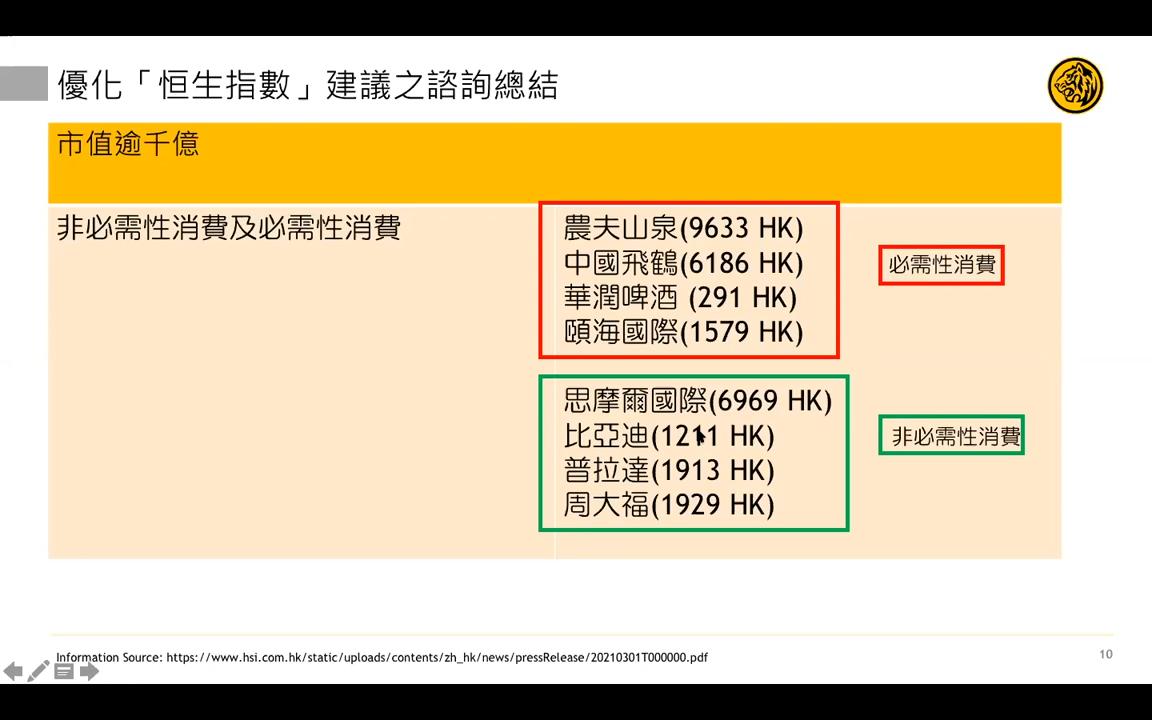 優化「恒生指數」建議之諮詢總結
市值逾千億
非必需性消費及必需性消費
農夫山泉(9633 HK)
中國飛鶴(6186 HK)
華潤啤酒 (291 HK)
頤海國際(1579 HK)
必需性消費
思摩爾國際(6969 HK)
比亞迪(1211 HK)
普拉達(1913 HK)
周大福(1929 HK)
非必需性消費
Information Source: https://www.hsi.com.hk/static/uploads/contents/zh_hk/news/pressRelease/20210301T000000.pdf
10